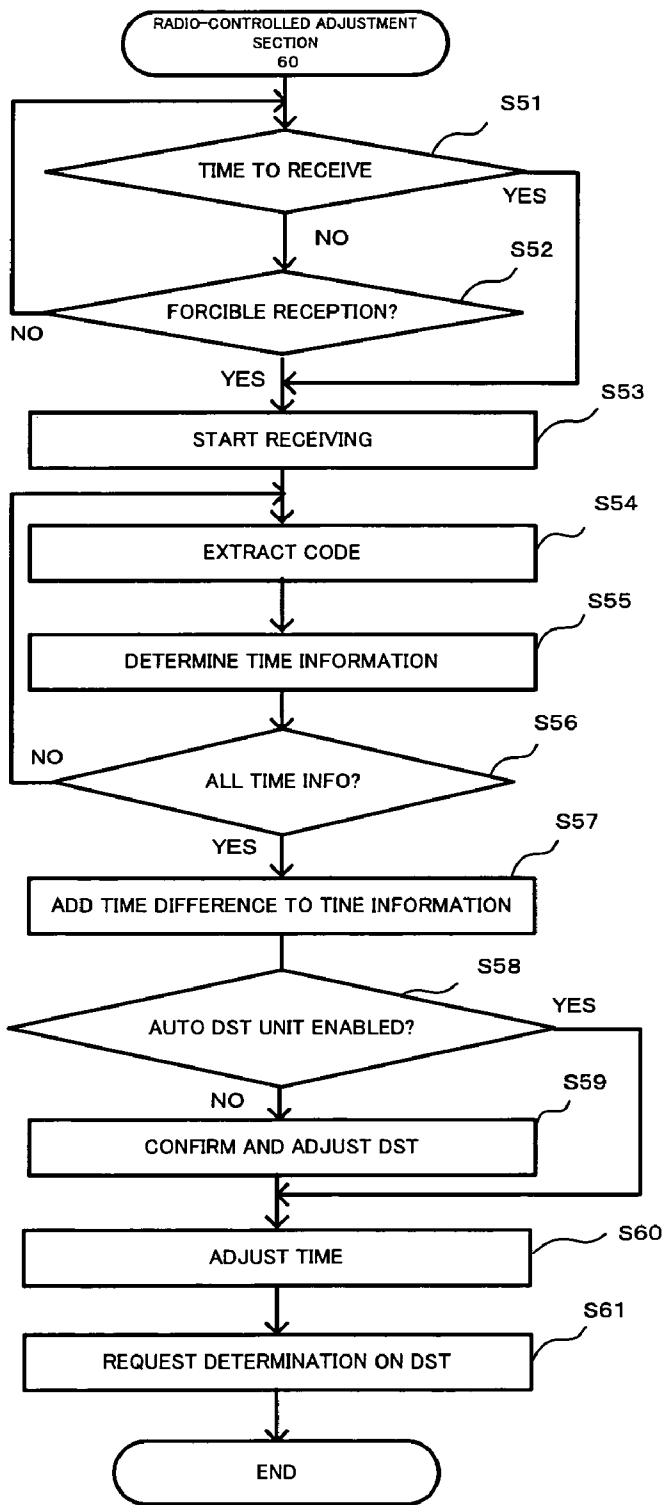 RADIO-CONTROLLED ADJUSTMENT
SECTION
60
S51
TIME TO RECEIVE
YES
NO
S52
FORCIBLE RECEPTION?
NO
YES
S53
START RECEIVING
S54
EXTRACT CODE
S55
DETERMINE TIME INFORMATION
S56
NO
ALL TIME INFO?
YES
S57
ADD TIME DIFFERENCE TO TINE INFORMATION
S58
YES
AUTO DST UNIT ENABLED?
NO
S59
CONFIRM AND ADJUST DST
S60
ADJUST TIME
S61
REQUEST DETERMINATION ON DST
END